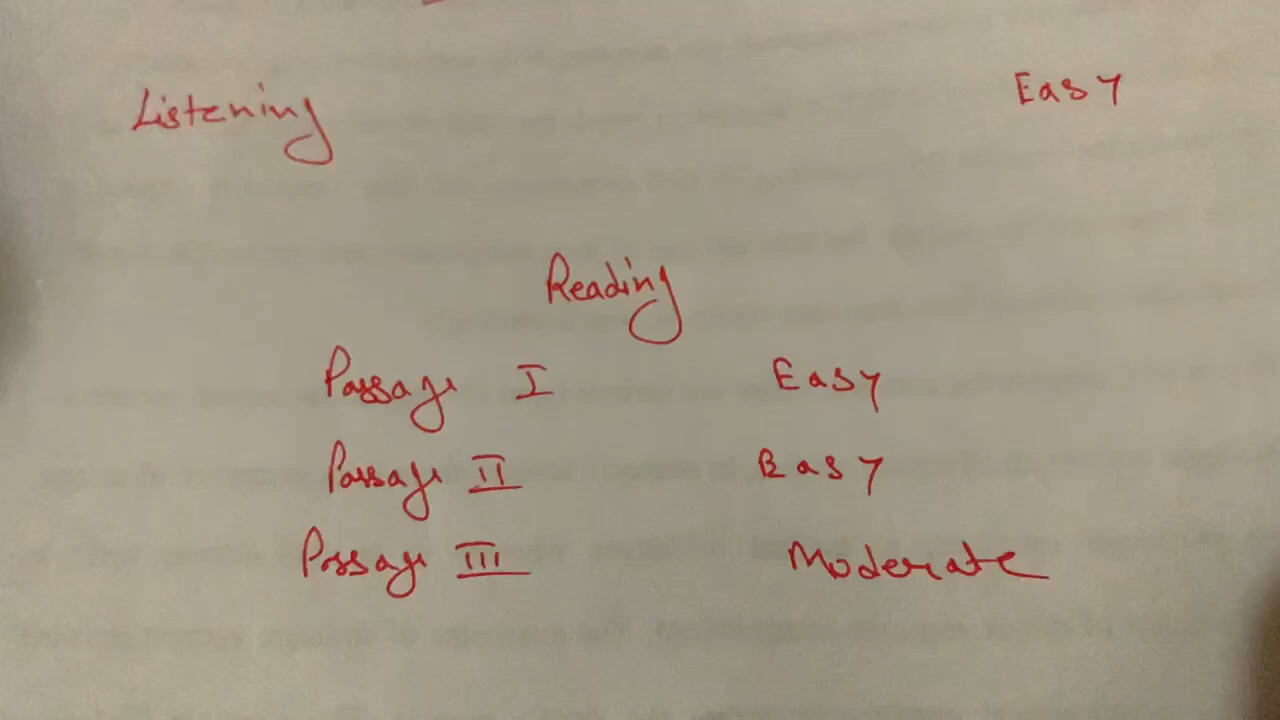 Listening Easy
Reading
Passage I Easy
Passage II Easy
Passage III Moderate